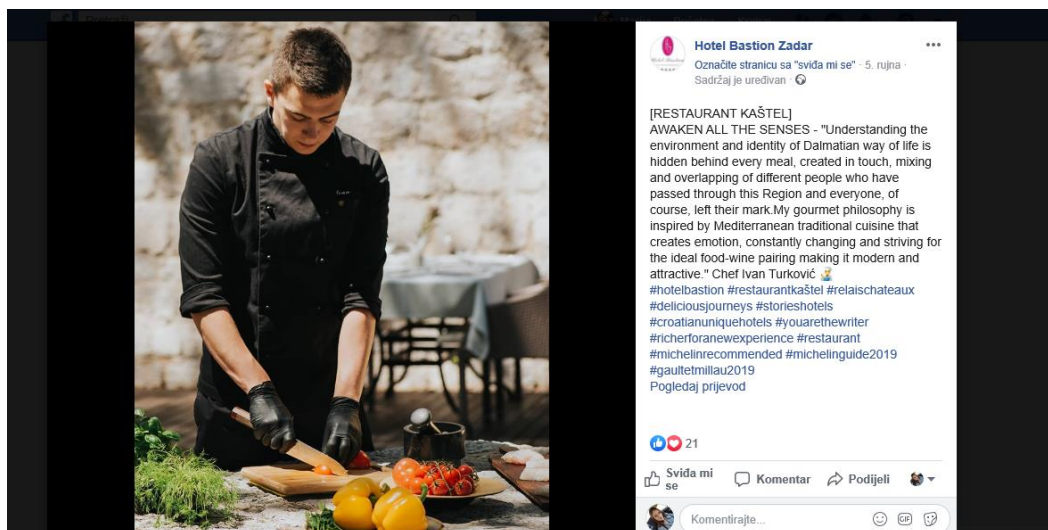 Hotel Bastion Zadar
Označite stranicu sa "sviđa mi se" · 5. rujna ·
Sadržaj je uređivan ·
[RESTAURANT KAŠTEL]
AWAKEN ALL THE SENSES - "Understanding the
environment and identity of Dalmatian way of life is
hidden behind every meal, created in touch, mixing
and overlapping of different people who have
passed through this Region and everyone, of
course, left their mark.My gourmet philosophy is
inspired by Mediterranean traditional cuisine that
creates emotion, constantly changing and striving for
the ideal food-wine pairing making it modern and
attractive." Chef Ivan Turković
#hotelbastion #restaurantkaštel #relaischateaux
#deliciousjourneys #storieshotels
#croatianuniquehotels #youarethewriter
#richerforanewexperience #restaurant
#michelinrecommended #michelinguide2019
#gaultetmillau2019
Pogledaj prijevod
21
Sviđa mi se
Komentar
Podijeli
Komentirajte...
GIF